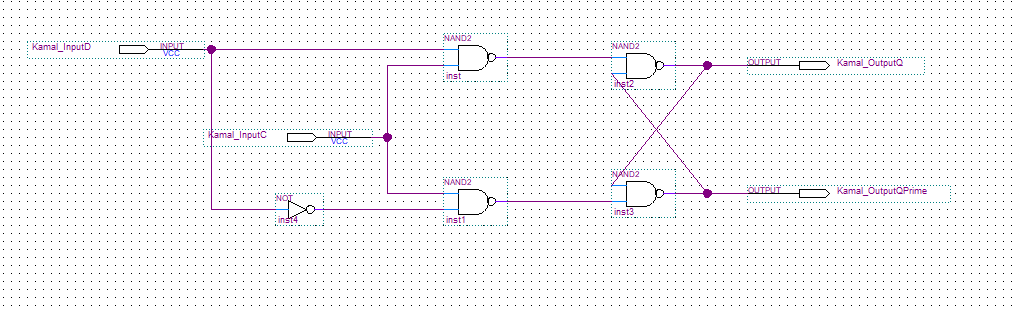 Kamal_InputD
INPUT
VCC
NAND2
inst
NAND2
inst2
OUTPUT
Kamal_OutputQ
Kamal_InputC
INPUT
VCC
NOT
inst4
NAND2
inst1
NAND2
inst3
OUTPUT
Kamal_OutputQPrime